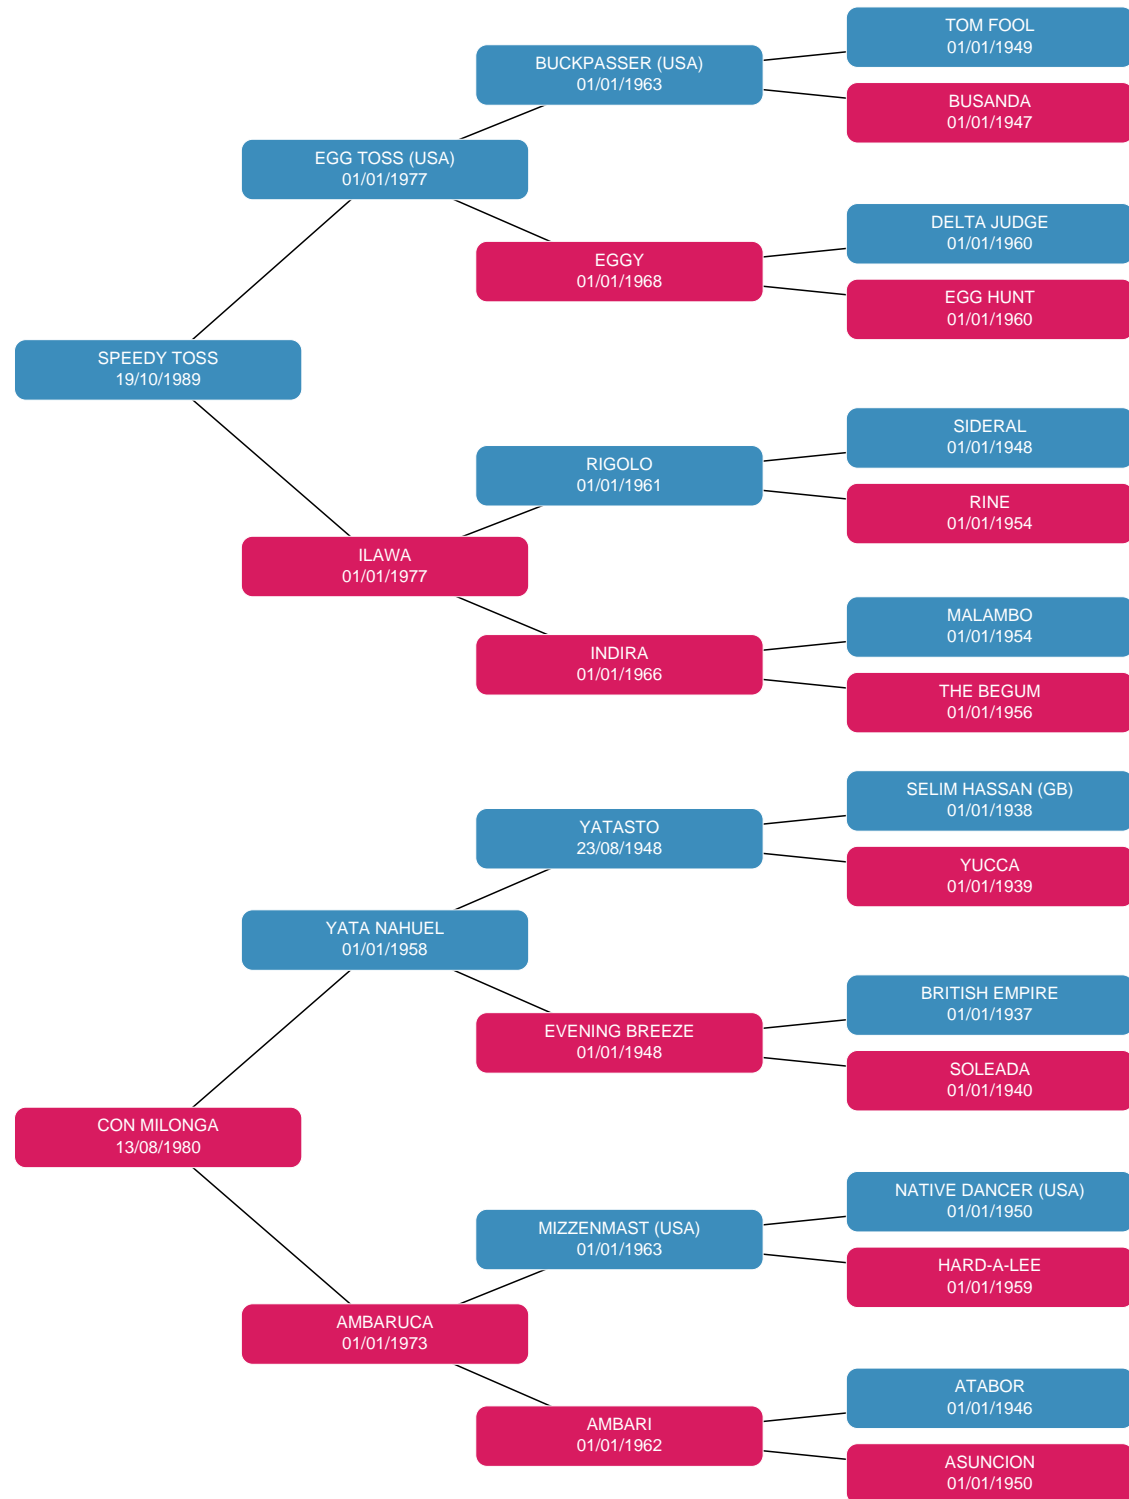 TOM FOOL
01/01/1949
BUCKPASSER (USA)
01/01/1963
BUSANDA
01/01/1947
EGG TOSS (USA)
01/01/1977
DELTA JUDGE
01/01/1960
EGGY
01/01/1968
EGG HUNT
01/01/1960
SPEEDY TOSS
19/10/1989
SIDERAL
01/01/1948
RIGOLO
01/01/1961
RINE
01/01/1954
ILAWA
01/01/1977
MALAMBO
01/01/1954
INDIRA
01/01/1966
THE BEGUM
01/01/1956
SELIM HASSAN (GB)
01/01/1938
YATASTO
23/08/1948
YUCCA
01/01/1939
YATA NAHUEL
01/01/1958
BRITISH EMPIRE
01/01/1937
EVENING BREEZE
01/01/1948
SOLEADA
01/01/1940
CON MILONGA
13/08/1980
NATIVE DANCER (USA)
01/01/1950
MIZZENMAST (USA)
01/01/1963
HARD-A-LEE
01/01/1959
AMBARUCA
01/01/1973
ATABOR
01/01/1946
AMBARI
01/01/1962
ASUNCION
01/01/1950